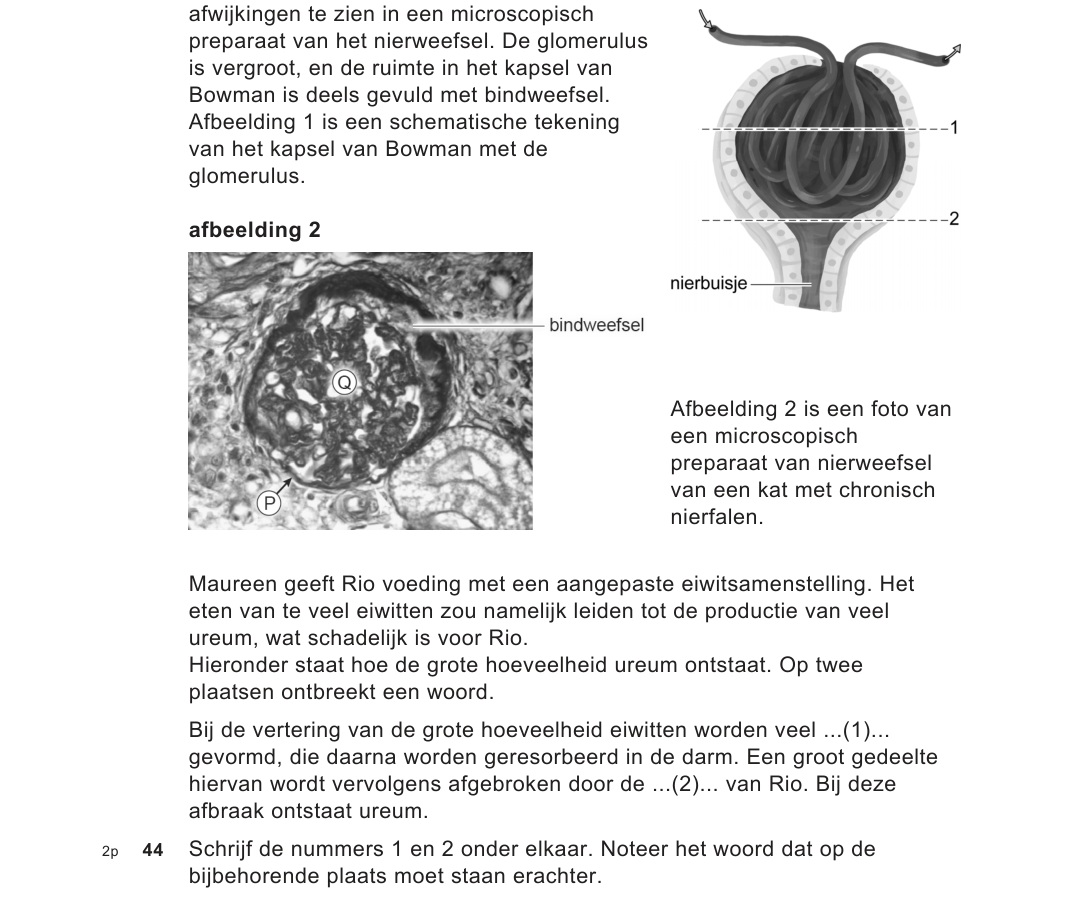 afwijkingen te zien in een microscopisch
preparaat van het nierweefsel. De glomerulus
is vergroot, en de ruimte in het kapsel van
Bowman is deels gevuld met bindweefsel.
Afbeelding 1 is een schematische tekening
van het kapsel van Bowman met de
glomerulus.
1
2
nierbuisje
afbeelding 2
bindweefsel
Q
P
Afbeelding 2 is een foto van
een microscopisch
preparaat van nierweefsel
van een kat met chronisch
nierfalen.
Maureen geeft Rio voeding met een aangepaste eiwitsamenstelling. Het
eten van te veel eiwitten zou namelijk leiden tot de productie van veel
ureum, wat schadelijk is voor Rio.
Hieronder staat hoe de grote hoeveelheid ureum ontstaat. Op twee
plaatsen ontbreekt een woord.
Bij de vertering van de grote hoeveelheid eiwitten worden veel ...(1)...
gevormd, die daarna worden geresorbeerd in de darm. Een groot gedeelte
hiervan wordt vervolgens afgebroken door de ...(2)... van Rio. Bij deze
afbraak ontstaat ureum.
2p 44 Schrijf de nummers 1 en 2 onder elkaar. Noteer het woord dat op de
bijbehorende plaats moet staan erachter.